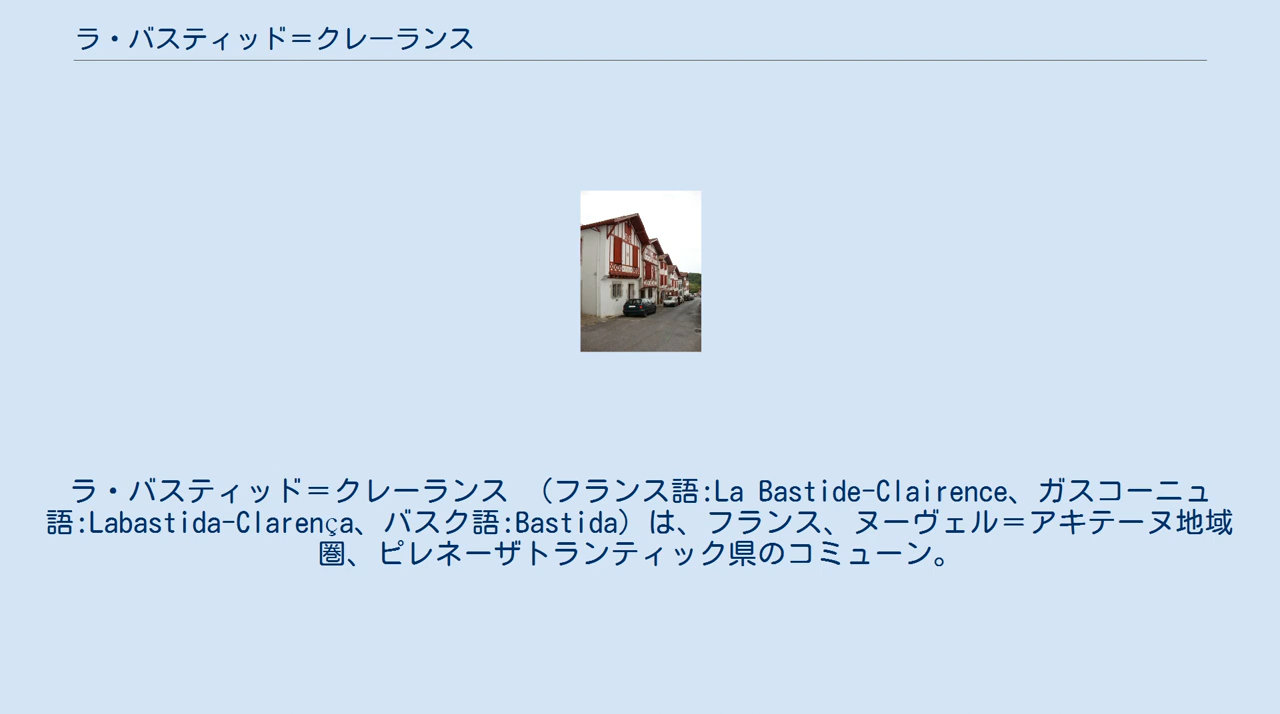 ラ・バスティッド＝クレーランス
ラ・バスティッド＝クレーランス （フランス語:La Bastide-Clairence、ガスコーニュ
語:Labastida-Clarença、バスク語:Bastida）は、フランス、ヌーヴェル＝アキテーヌ地域
圏、ピレネーザトランティック県のコミューン。